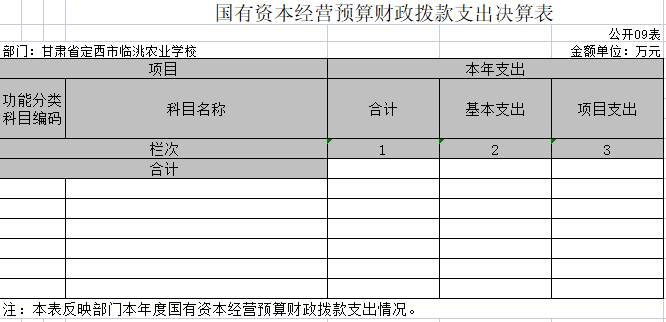 国有资本经营预算财政拨款支出决算表
公开09表
部门：甘肃省定西市临洮农业学校 金额单位：万元
项目 本年支出
功能分类
科目编码 科目名称 合计 基本支出 项目支出
栏次 1 2 3
合计
注：本表反映部门本年度国有资本经营预算财政拨款支出情况。